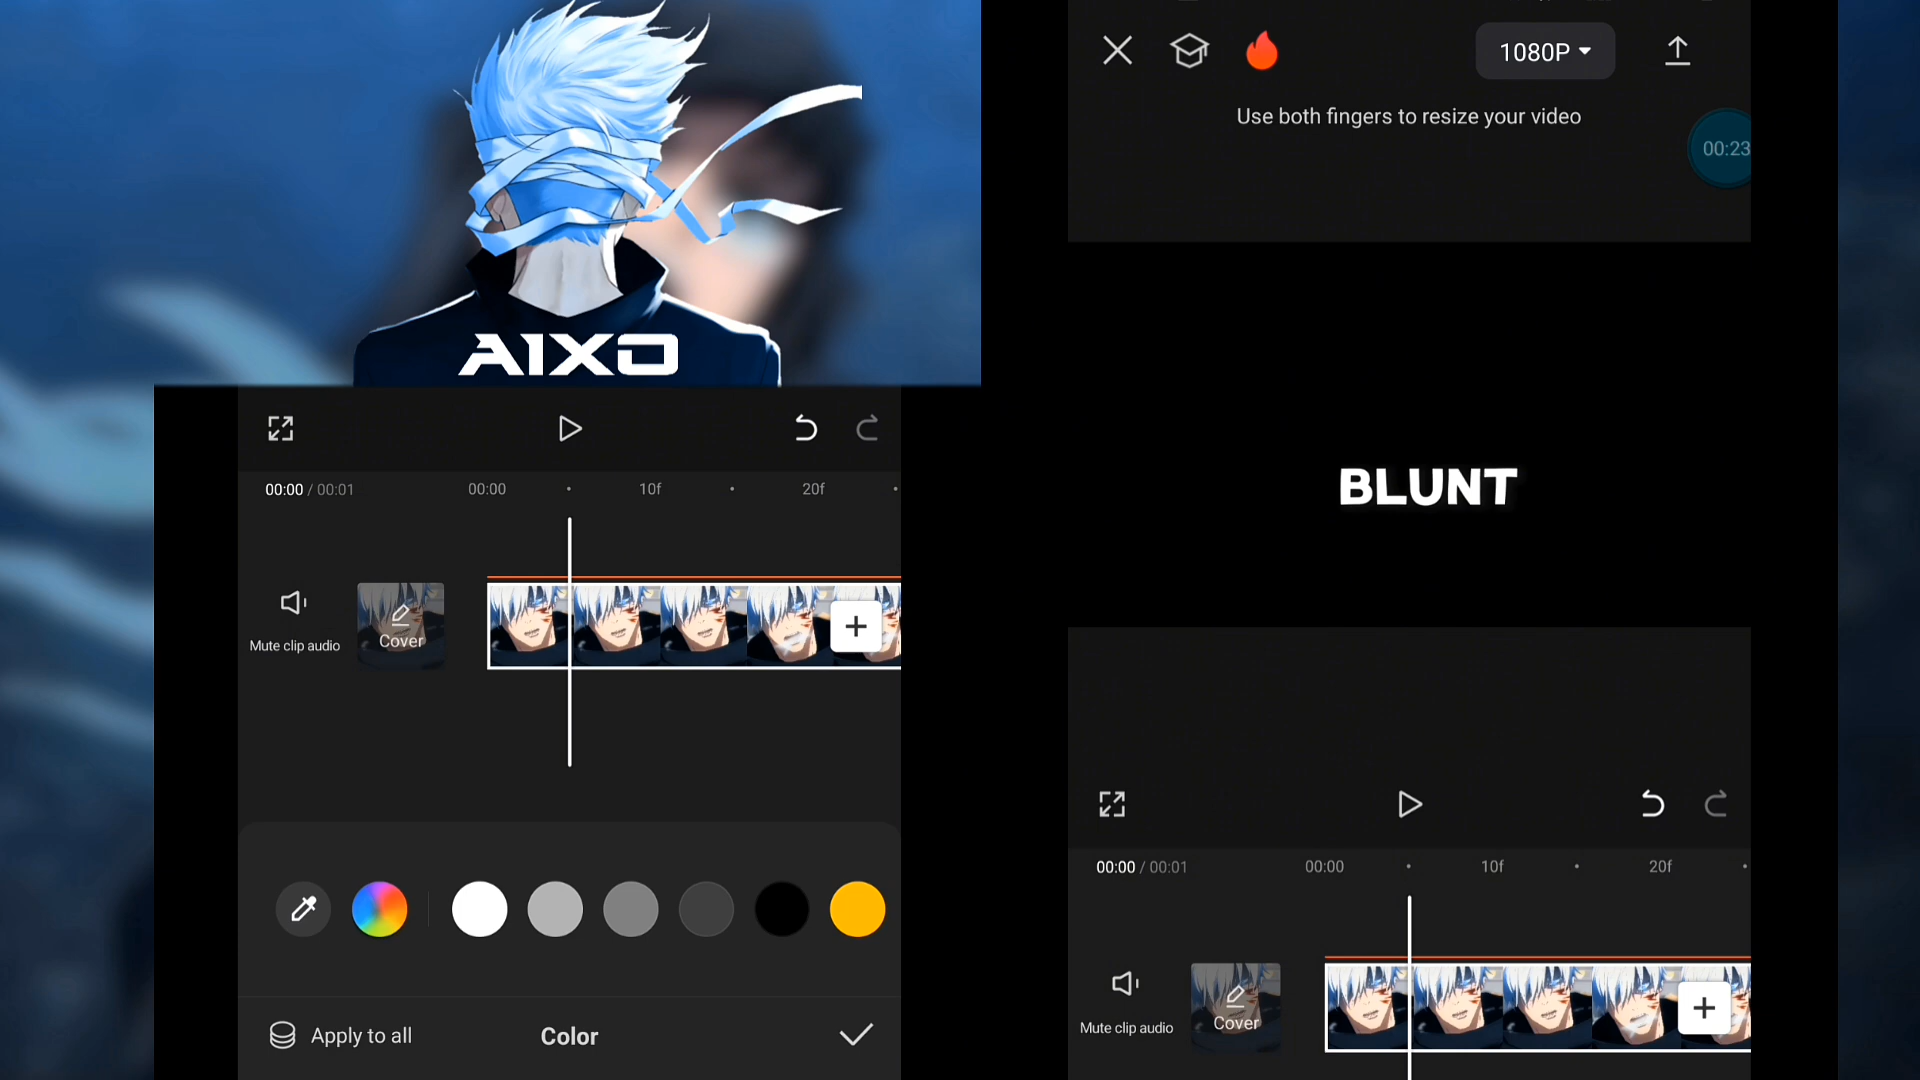 AIXO
00:00 / 00:01
00:00
10f
20f
Mute clip audio
Cover
Apply to all
Color
1080P
Use both fingers to resize your video
00:23
BLUNT
00:00 / 00:01
00:00
10f
20f
Mute clip audio
Cover